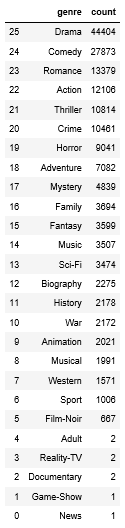 genre count
25 Drama 44404
24 Comedy 27873
23 Romance 13379
22 Action 12106
21 Thriller 10814
20 Crime 10461
19 Horror 9041
18 Adventure 7082
17 Mystery 4839
16 Family 3694
15 Fantasy 3599
14 Music 3507
13 Sci-Fi 3474
12 Biography 2275
11 History 2178
10 War 2172
9 Animation 2021
8 Musical 1991
7 Western 1571
6 Sport 1006
5 Film-Noir 667
4 Adult 2
3 Reality-TV 2
2 Documentary 2
1 Game-Show 1
0 News 1